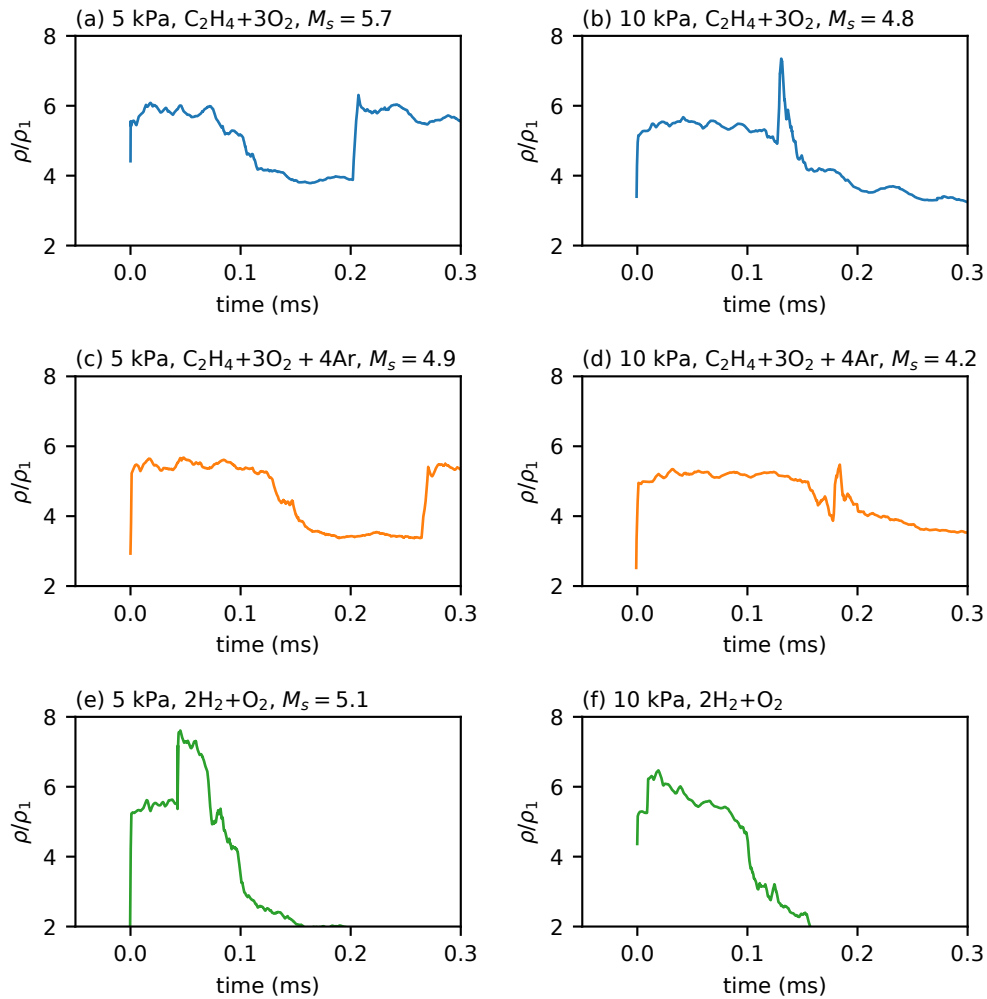 (a) 5 kPa, C₂H₄+3O₂, Mₛ = 5.7
8
6
4
2
ρ/ρ₁
0.0 0.1 0.2 0.3
time (ms)
(b) 10 kPa, C₂H₄+3O₂, Mₛ = 4.8
8
6
4
2
ρ/ρ₁
0.0 0.1 0.2 0.3
time (ms)
(c) 5 kPa, C₂H₄+3O₂ + 4Ar, Mₛ = 4.9
8
6
4
2
ρ/ρ₁
0.0 0.1 0.2 0.3
time (ms)
(d) 10 kPa, C₂H₄+3O₂ + 4Ar, Mₛ = 4.2
8
6
4
2
ρ/ρ₁
0.0 0.1 0.2 0.3
time (ms)
(e) 5 kPa, 2H₂+O₂, Mₛ = 5.1
8
6
4
2
ρ/ρ₁
0.0 0.1 0.2 0.3
time (ms)
(f) 10 kPa, 2H₂+O₂
8
6
4
2
ρ/ρ₁
0.0 0.1 0.2 0.3
time (ms)